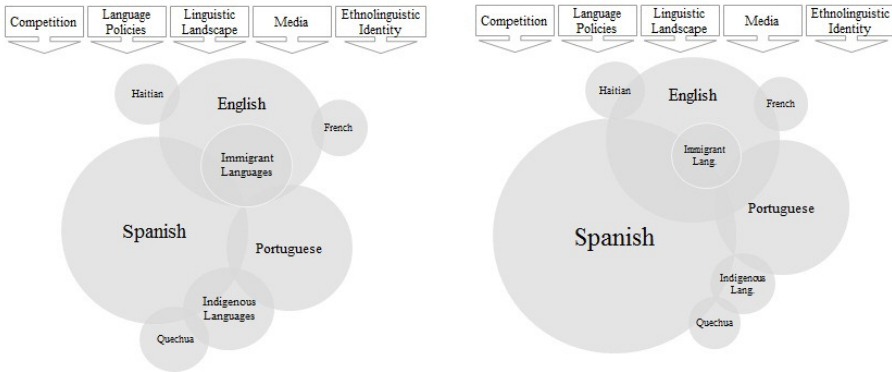 Competition
Language
Policies
Linguistic
Landscape
Media
Ethnolinguistic
Identity
Haitian
English
French
Immigrant
Languages
Spanish
Portuguese
Indigenous
Languages
Quechua
Competition
Language
Policies
Linguistic
Landscape
Media
Ethnolinguistic
Identity
Haitian
English
French
Immigrant
Lang.
Portuguese
Spanish
Indigenous
Lang.
Quechua